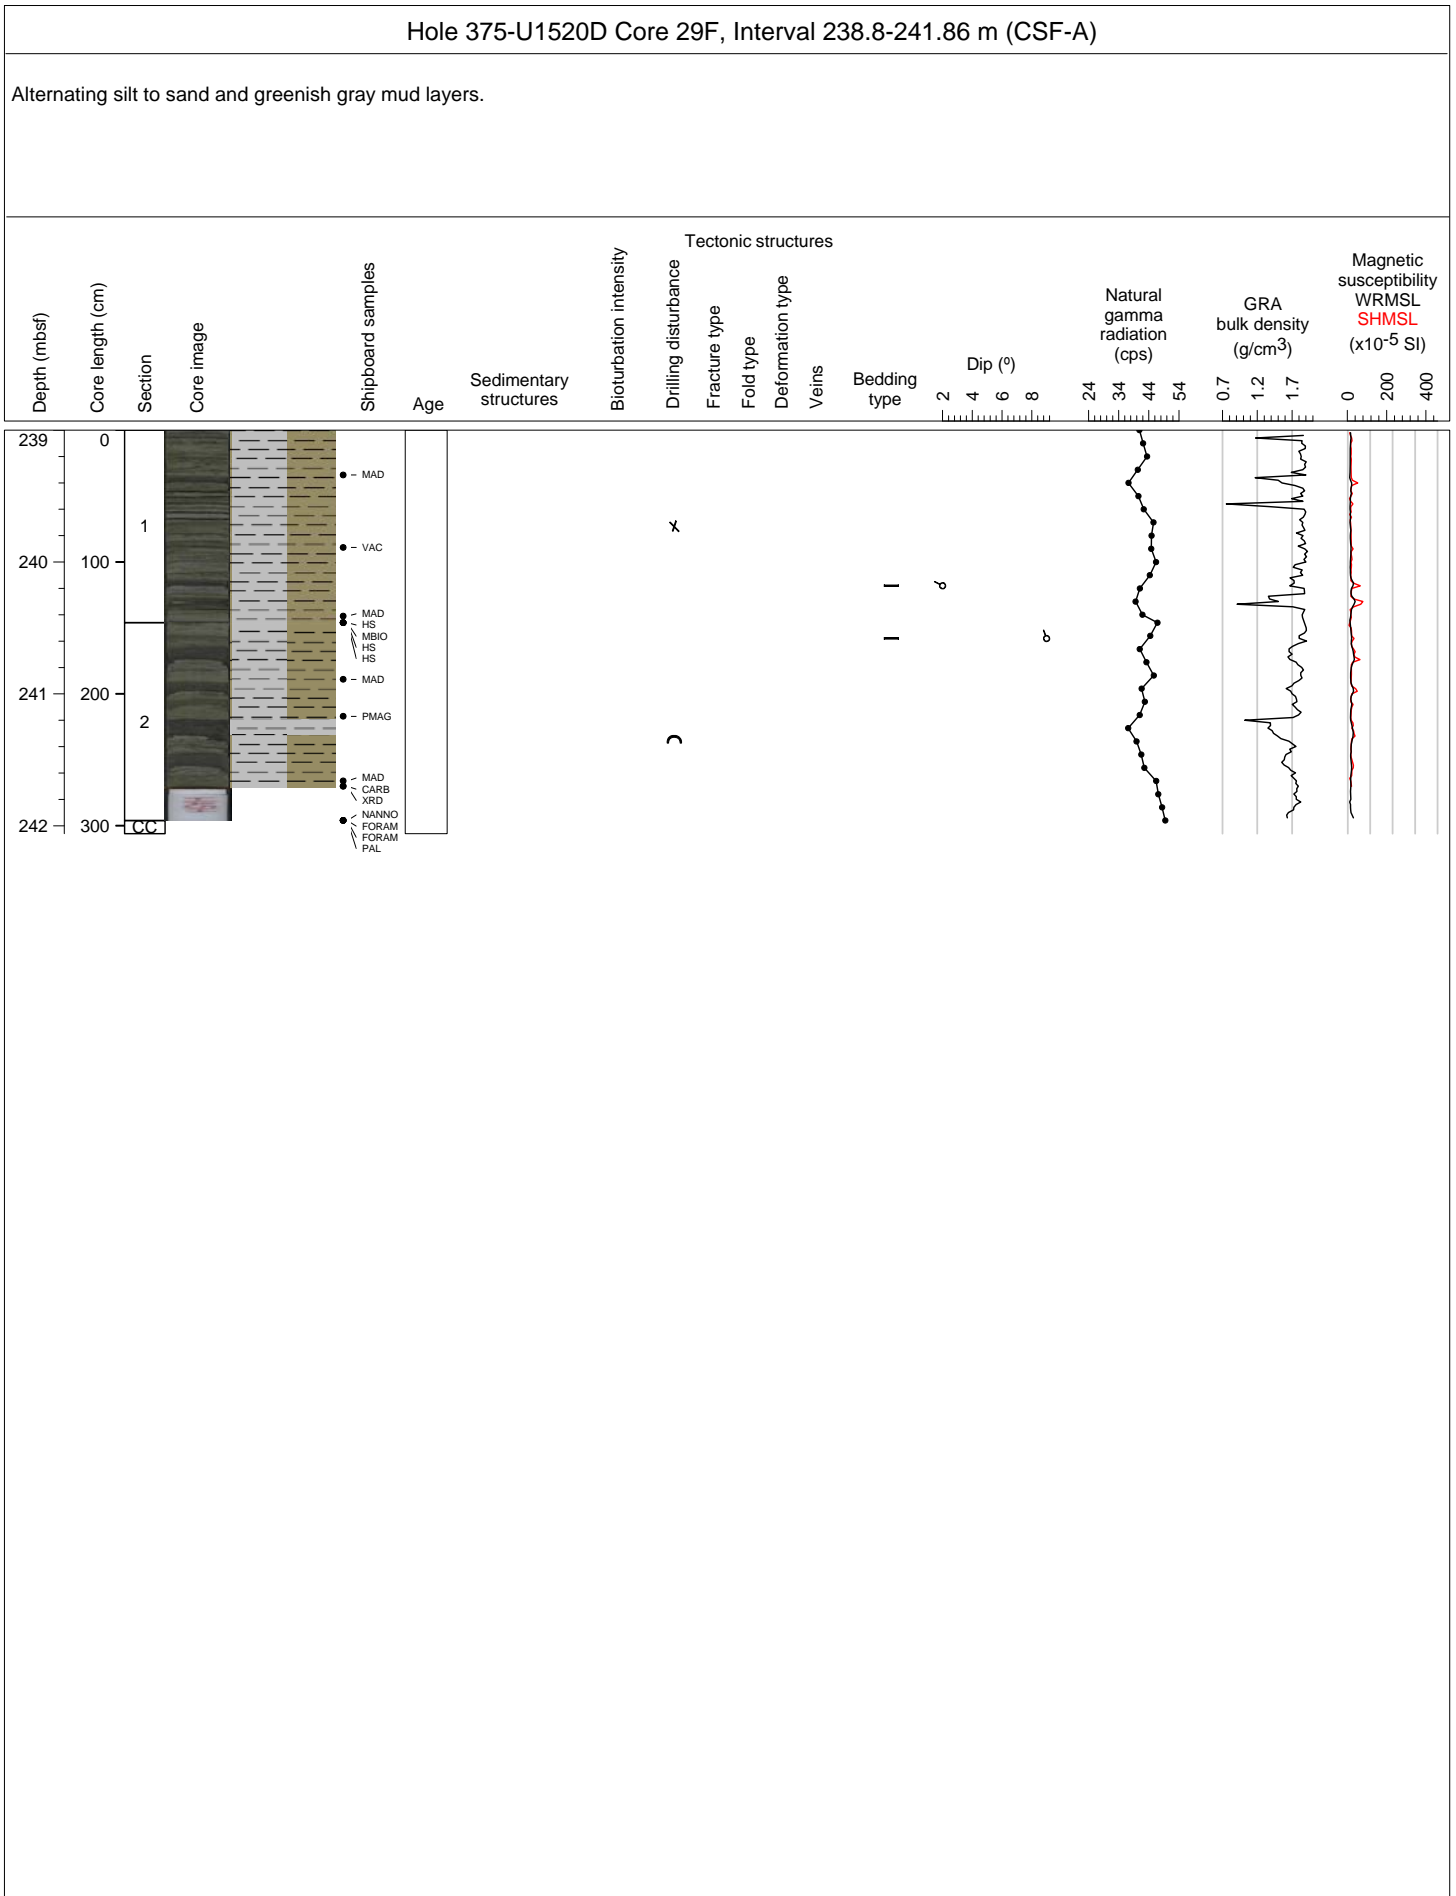 Hole 375-U1520D Core 29F, Interval 238.8-241.86 m (CSF-A)
Alternating silt to sand and greenish gray mud layers.
Tectonic structures
Depth (mbsf)
Core length (cm)
Section
Core image
Shipboard samples
Age
Sedimentary
structures
Bioturbation intensity
Drilling disturbance
Fracture type
Fold type
Deformation type
Veins
Bedding
type
Dip (º)
2 4 6 8
Natural
gamma
radiation
(cps)
24 34 44 54
GRA
bulk density
(g/cm3)
0.7 1.2 1.7
Magnetic
susceptibility
WRMSL
SHMSL
(x10-5 SI)
0 200 400
239 0
MAD
1
VAC
240 100
MAD
HS
MBIO
HS
HS
MAD
241 200
PMAG
2
MAD
CARB
XRD
NANNO
242 300 CC FORAM
FORAM
PAL